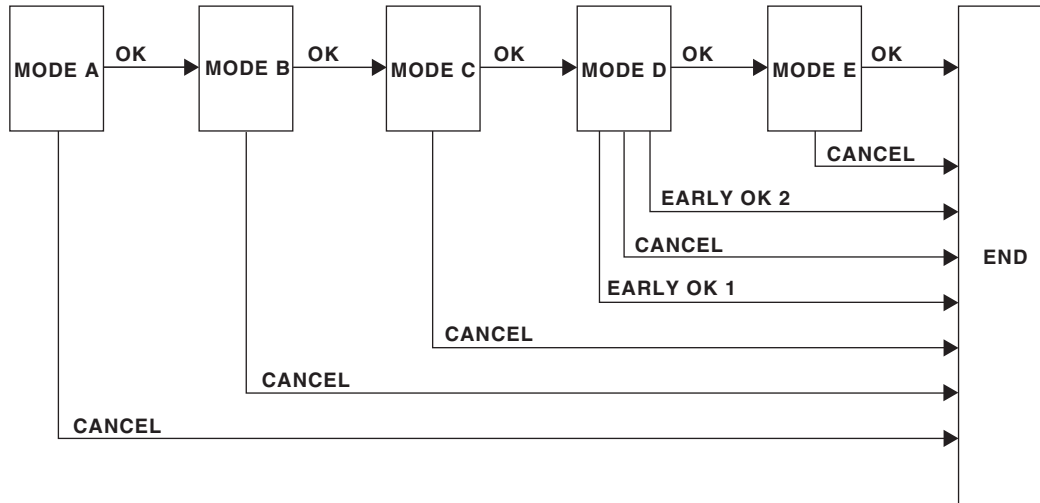 OK
OK
OK
OK
OK
MODE A
MODE B
MODE C
MODE D
MODE E
CANCEL
EARLY OK 2
CANCEL
END
EARLY OK 1
CANCEL
CANCEL
CANCEL